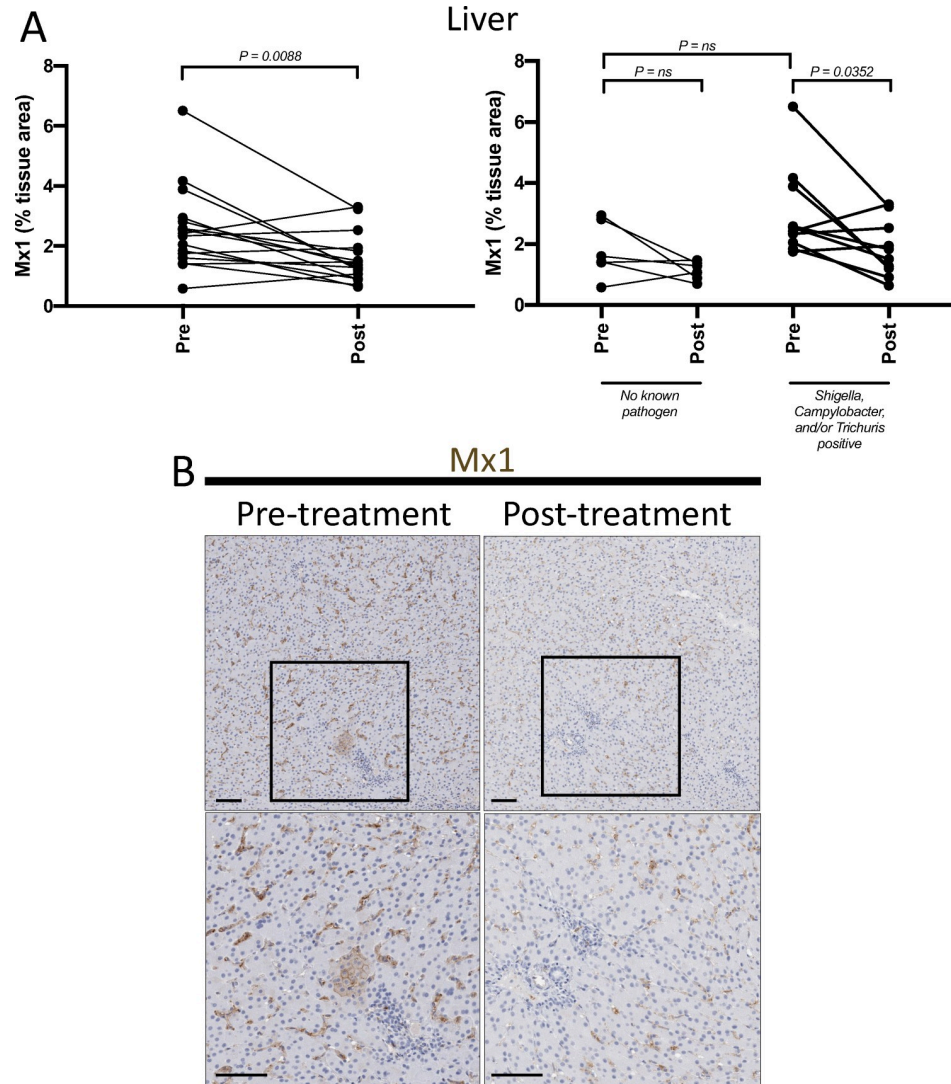 A
Liver
P = 0.0088
8
6
4
2
0
Mx1 (% tissue area)
Pre
Post
P = ns
P = ns
P = 0.0352
8
6
4
2
0
Mx1 (% tissue area)
Pre
Post
Pre
Post
No known
pathogen
Shigella,
Campylobacter,
and/or Trichuris
positive
B
Mx1
Pre-treatment
Post-treatment